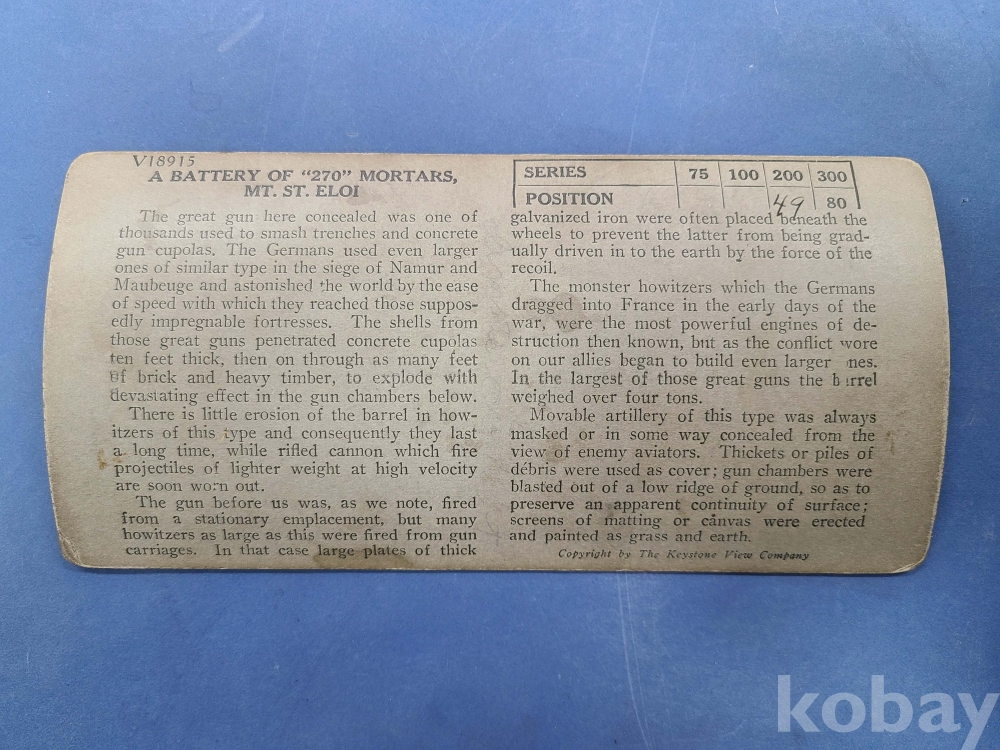 V18915
A BATTERY OF "270" MORTARS,
MT. ST. ELOI
The great gun here concealed was one of
thousands used to smash trenches and concrete
gun cupolas. The Germans used even larger
ones of similar type in the siege of Namur and
Maubeuge and astonished the world by the ease
of speed with which they reached those suppos-
edly impregnable fortresses. The shells from
those great guns penetrated concrete cupolas
ten feet thick, then on through as many feet
of brick and heavy timber, to explode with
devastating effect in the gun chambers below.
There is little erosion of the barrel in how-
itzers of this type and consequently they last
a long time, while rifled cannon which fire
projectiles of lighter weight at high velocity
are soon worn out.
The gun before us was, as we note, fired
from a stationary emplacement, but many
howitzers as large as this were fired from gun
carriages. In that case large plates of thick
SERIES 75 100 200 300
POSITION 49 80
galvanized iron were often placed beneath the
wheels to prevent the latter from being grad-
ually driven in to the earth by the force of the
recoil.
The monster howitzers which the Germans
dragged into France in the early days of the
war, were the most powerful engines of de-
struction then known, but as the conflict wore
on our allies began to build even larger nes.
In the largest of those great guns the barrel
weighed over four tons.
Movable artillery of this type was always
masked or in some way concealed from the
view of enemy aviators. Thickets or piles of
débris were used as cover; gun chambers were
blasted out of a low ridge of ground, so as to
preserve an apparent continuity of surface;
screens of matting or canvas were erected
and painted as grass and earth.
Copyright by The Keystone View Company
kobay